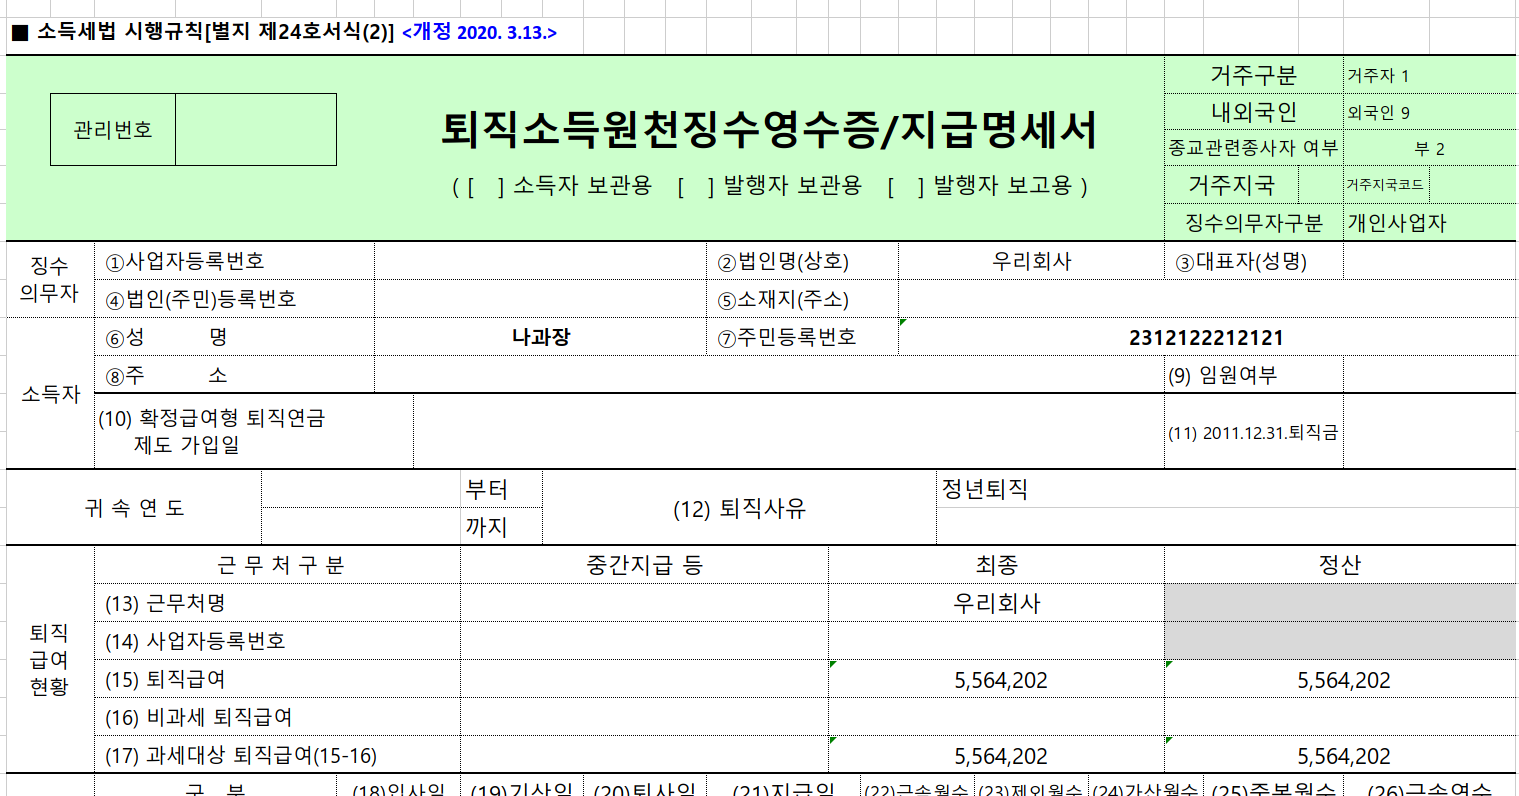 ■ 소득세법 시행규칙[별지 제24호서식(2)] <개정 2020. 3.13.>
관리번호
퇴직소득원천징수영수증/지급명세서
( [ ] 소득자 보관용 [ ] 발행자 보관용 [ ] 발행자 보고용 )
거주구분 거주자 1
내외국인 외국인 9
종교관련종사자 여부 부 2
거주지국 거주지국코드
징수의무자구분 개인사업자
징수
의무자
①사업자등록번호 ②법인명(상호) 우리회사 ③대표자(성명)
④법인(주민)등록번호 ⑤소재지(주소)
소득자
⑥성 명 나과장 ⑦주민등록번호 2312122212121
⑧주 소 (9) 임원여부
(10) 확정급여형 퇴직연금
제도 가입일
(11) 2011.12.31.퇴직금
귀 속 연 도
부터
까지
(12) 퇴직사유
정년퇴직
퇴직
급여
현황
근 무 처 구 분 중간지급 등 최종 정산
(13) 근무처명 우리회사
(14) 사업자등록번호
(15) 퇴직급여 5,564,202 5,564,202
(16) 비과세 퇴직급여
(17) 과세대상 퇴직급여(15-16) 5,564,202 5,564,202
구 분 (18)입사일 (19)기산일 (20)퇴사일 (21)지급일 (22)근속월수 (23)제외월수 (24)가산월수 (25)중복월수 (26)근속연수